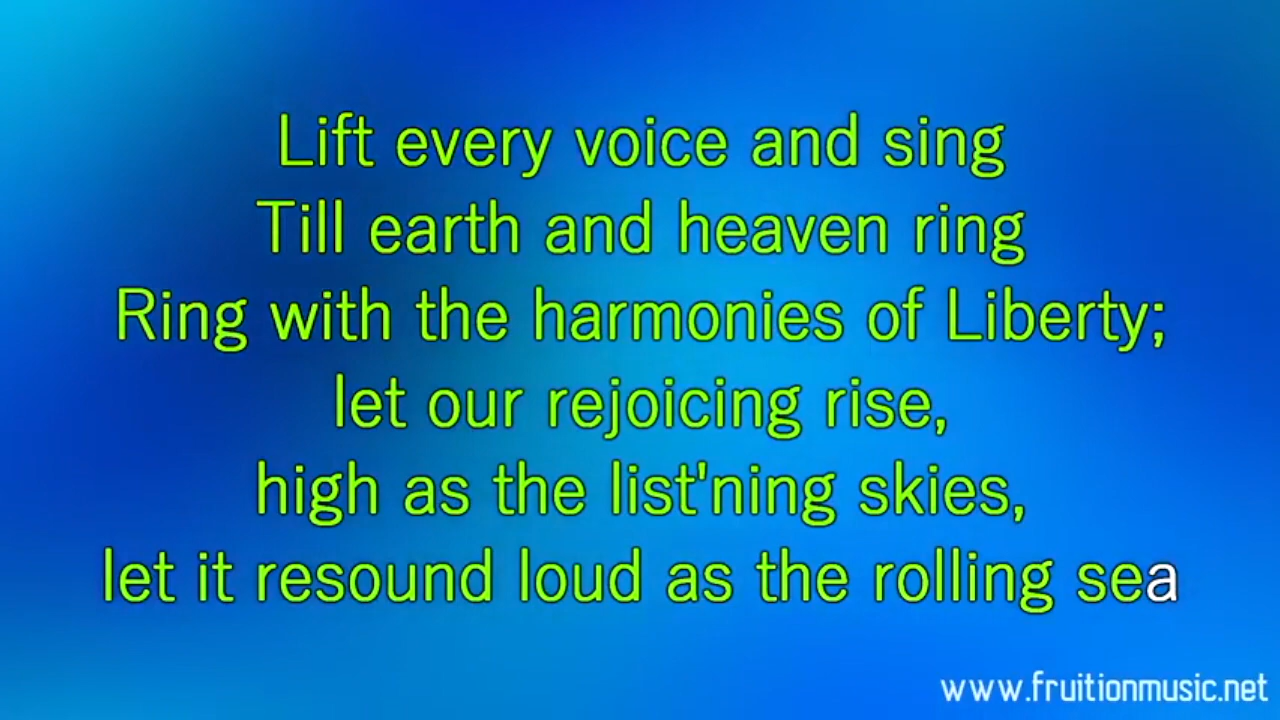 Lift every voice and sing
Till earth and heaven ring
Ring with the harmonies of Liberty;
let our rejoicing rise,
high as the list'ning skies,
let it resound loud as the rolling sea
www.fruitionmusic.net